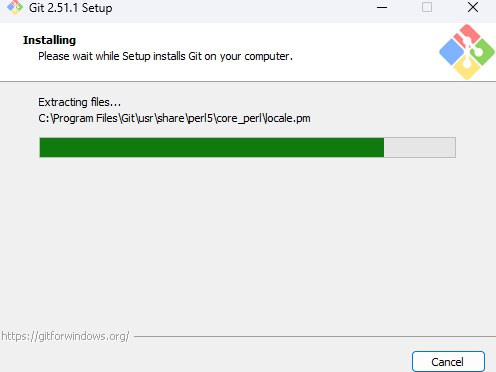 Git 2.51.1 Setup
Installing
Please wait while Setup installs Git on your computer.
Extracting files...
C:\Program Files\Git\usr\share\perl5\core_perl\locale.pm
https://gitforwindows.org/
Cancel